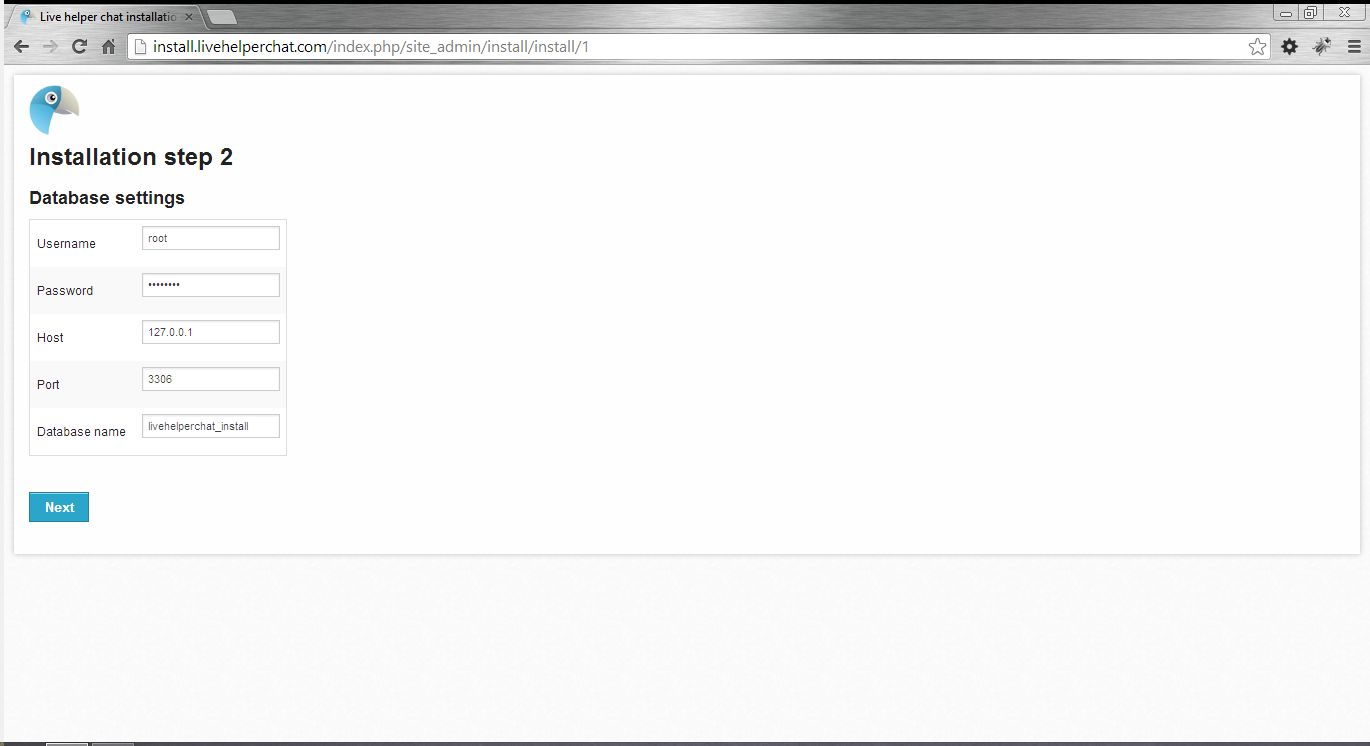 Live helper chat installatio
install.livehelperchat.com/index.php/site_admin/install/install/1
Installation step 2
Database settings
Username root
Password ••••••••
Host 127.0.0.1
Port 3306
Database name livehelperchat_install
Next